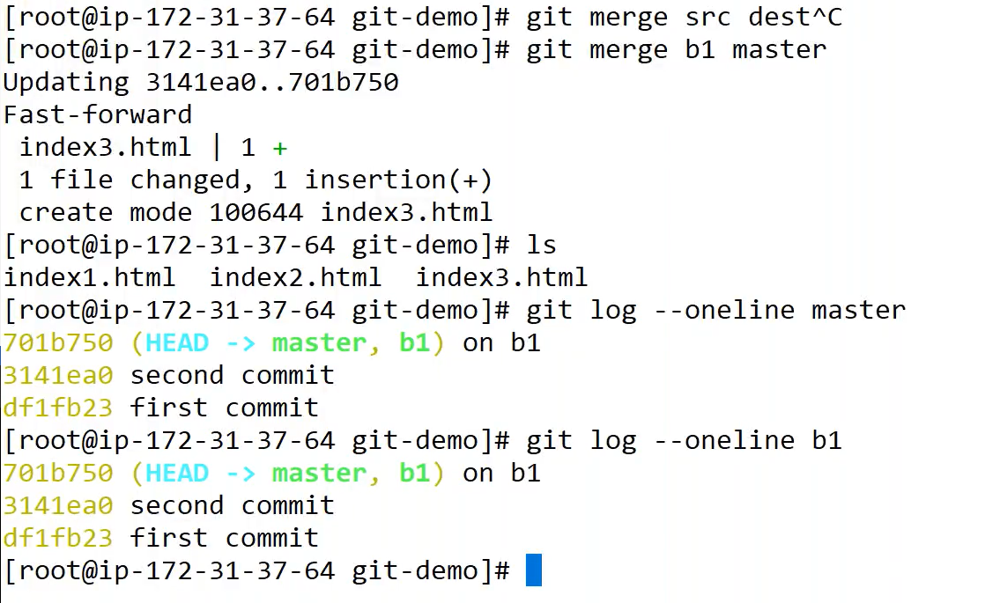 [root@ip-172-31-37-64 git-demo]# git merge src dest^C
[root@ip-172-31-37-64 git-demo]# git merge b1 master
Updating 3141ea0..701b750
Fast-forward
 index3.html | 1 +
 1 file changed, 1 insertion(+)
 create mode 100644 index3.html
[root@ip-172-31-37-64 git-demo]# ls
index1.html  index2.html  index3.html
[root@ip-172-31-37-64 git-demo]# git log --oneline master
701b750 (HEAD -> master, b1) on b1
3141ea0 second commit
df1fb23 first commit
[root@ip-172-31-37-64 git-demo]# git log --oneline b1
701b750 (HEAD -> master, b1) on b1
3141ea0 second commit
df1fb23 first commit
[root@ip-172-31-37-64 git-demo]#